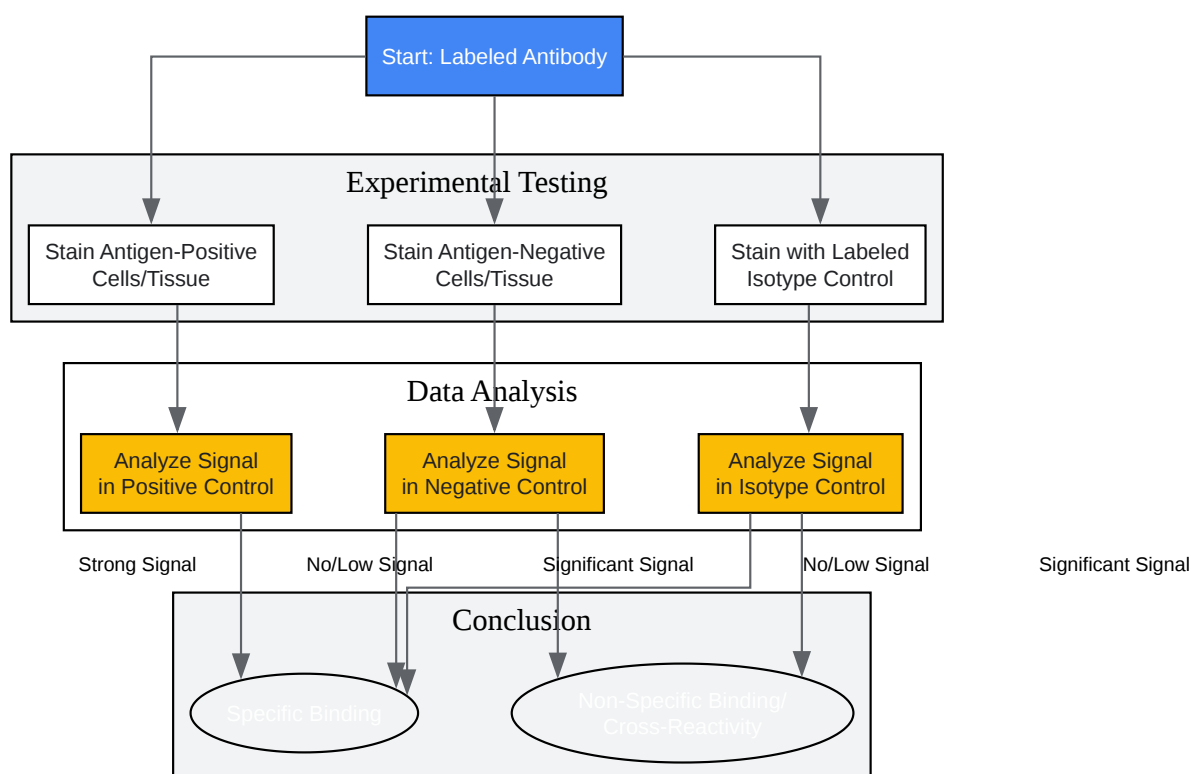 Start: Labeled Antibody
Experimental Testing
Stain Antigen-Positive
Cells/Tissue
Stain Antigen-Negative
Cells/Tissue
Stain with Labeled
Isotype Control
Data Analysis
Analyze Signal
in Positive Control
Analyze Signal
in Negative Control
Analyze Signal
in Isotype Control
Strong Signal
No/Low Signal
Significant Signal
No/Low Signal
Significant Signal
Conclusion
Specific Binding
Non-Specific Binding/
Cross-Reactivity